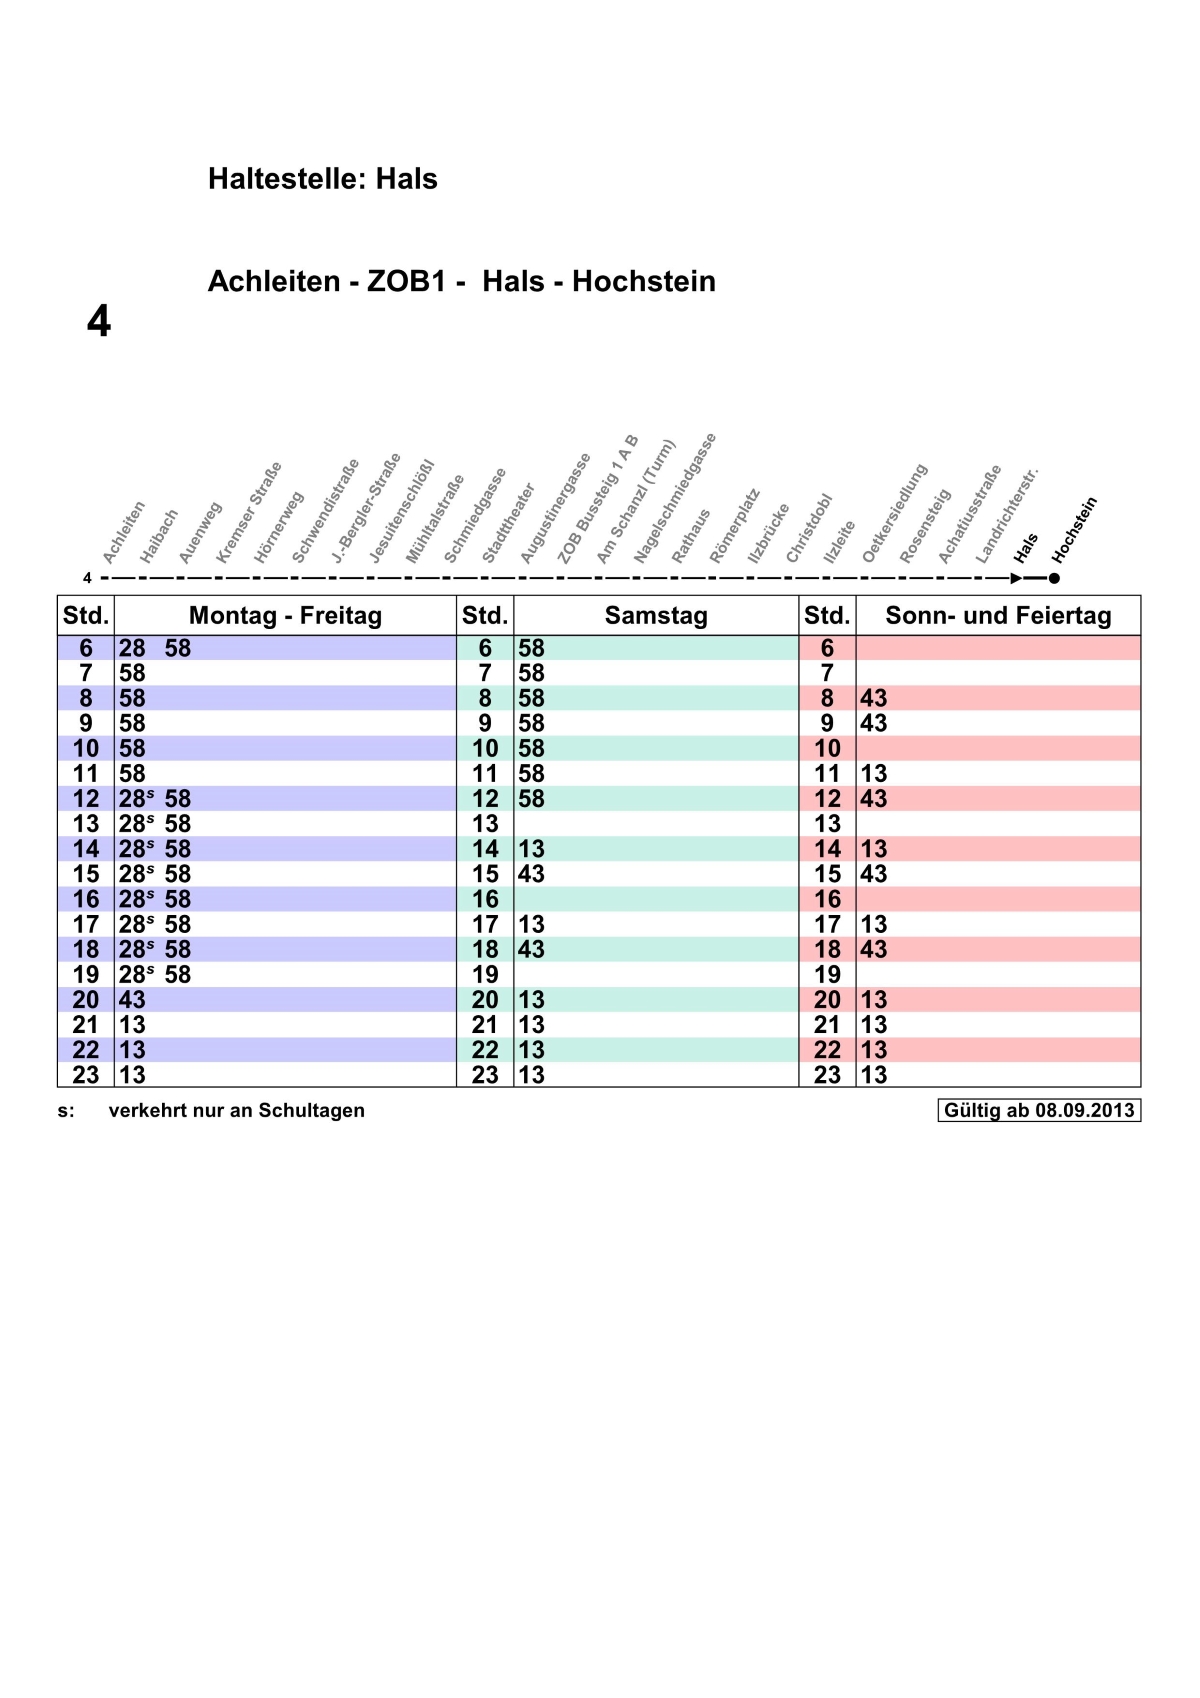 Haltestelle: Hals
Achleiten - ZOB1 -  Hals - Hochstein
4
Achleiten
Haibach
Auenweg
Kremser Straße
Hörnerweg
Schwendistraße
J.-Bergler-Straße
Jesuitenschlößl
Mühltalstraße
Schmiedgasse
Stadttheater
Augustinergasse
ZOB Bussteig 1 A B
Am Schanzl (Turm)
Nagelschmiedgasse
Rathaus
Römerplatz
Ilzbrücke
Christdobl
Ilzleite
Oetkersiedlung
Rosensteig
Achatiusstraße
Landrichterstr.
Hals
Hochstein
4
Std. Montag - Freitag Std. Samstag Std. Sonn- und Feiertag
6 28 58 6 58 6
7 58 7 58 7
8 58 8 58 8 43
9 58 9 58 9 43
10 58 10 58 10
11 58 11 58 11 13
12 28s 58 12 58 12 43
13 28s 58 13 13
14 28s 58 14 13 14 13
15 28s 58 15 43 15 43
16 28s 58 16 16
17 28s 58 17 13 17 13
18 28s 58 18 43 18 43
19 28s 58 19 19
20 43 20 13 20 13
21 13 21 13 21 13
22 13 22 13 22 13
23 13 23 13 23 13
s: verkehrt nur an Schultagen Gültig ab 08.09.2013